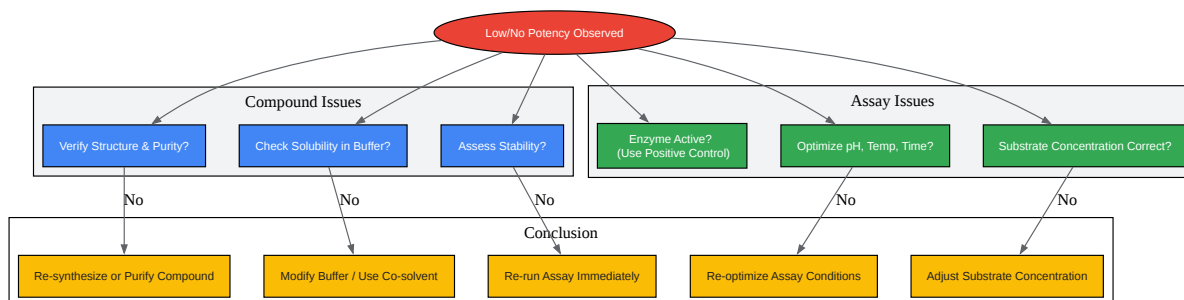 Low/No Potency Observed
Compound Issues
Assay Issues
Verify Structure & Purity?
Check Solubility in Buffer?
Assess Stability?
Enzyme Active?
(Use Positive Control)
Optimize pH, Temp, Time?
Substrate Concentration Correct?
No
No
No
No
No
Conclusion
Re-synthesize or Purify Compound
Modify Buffer / Use Co-solvent
Re-run Assay Immediately
Re-optimize Assay Conditions
Adjust Substrate Concentration